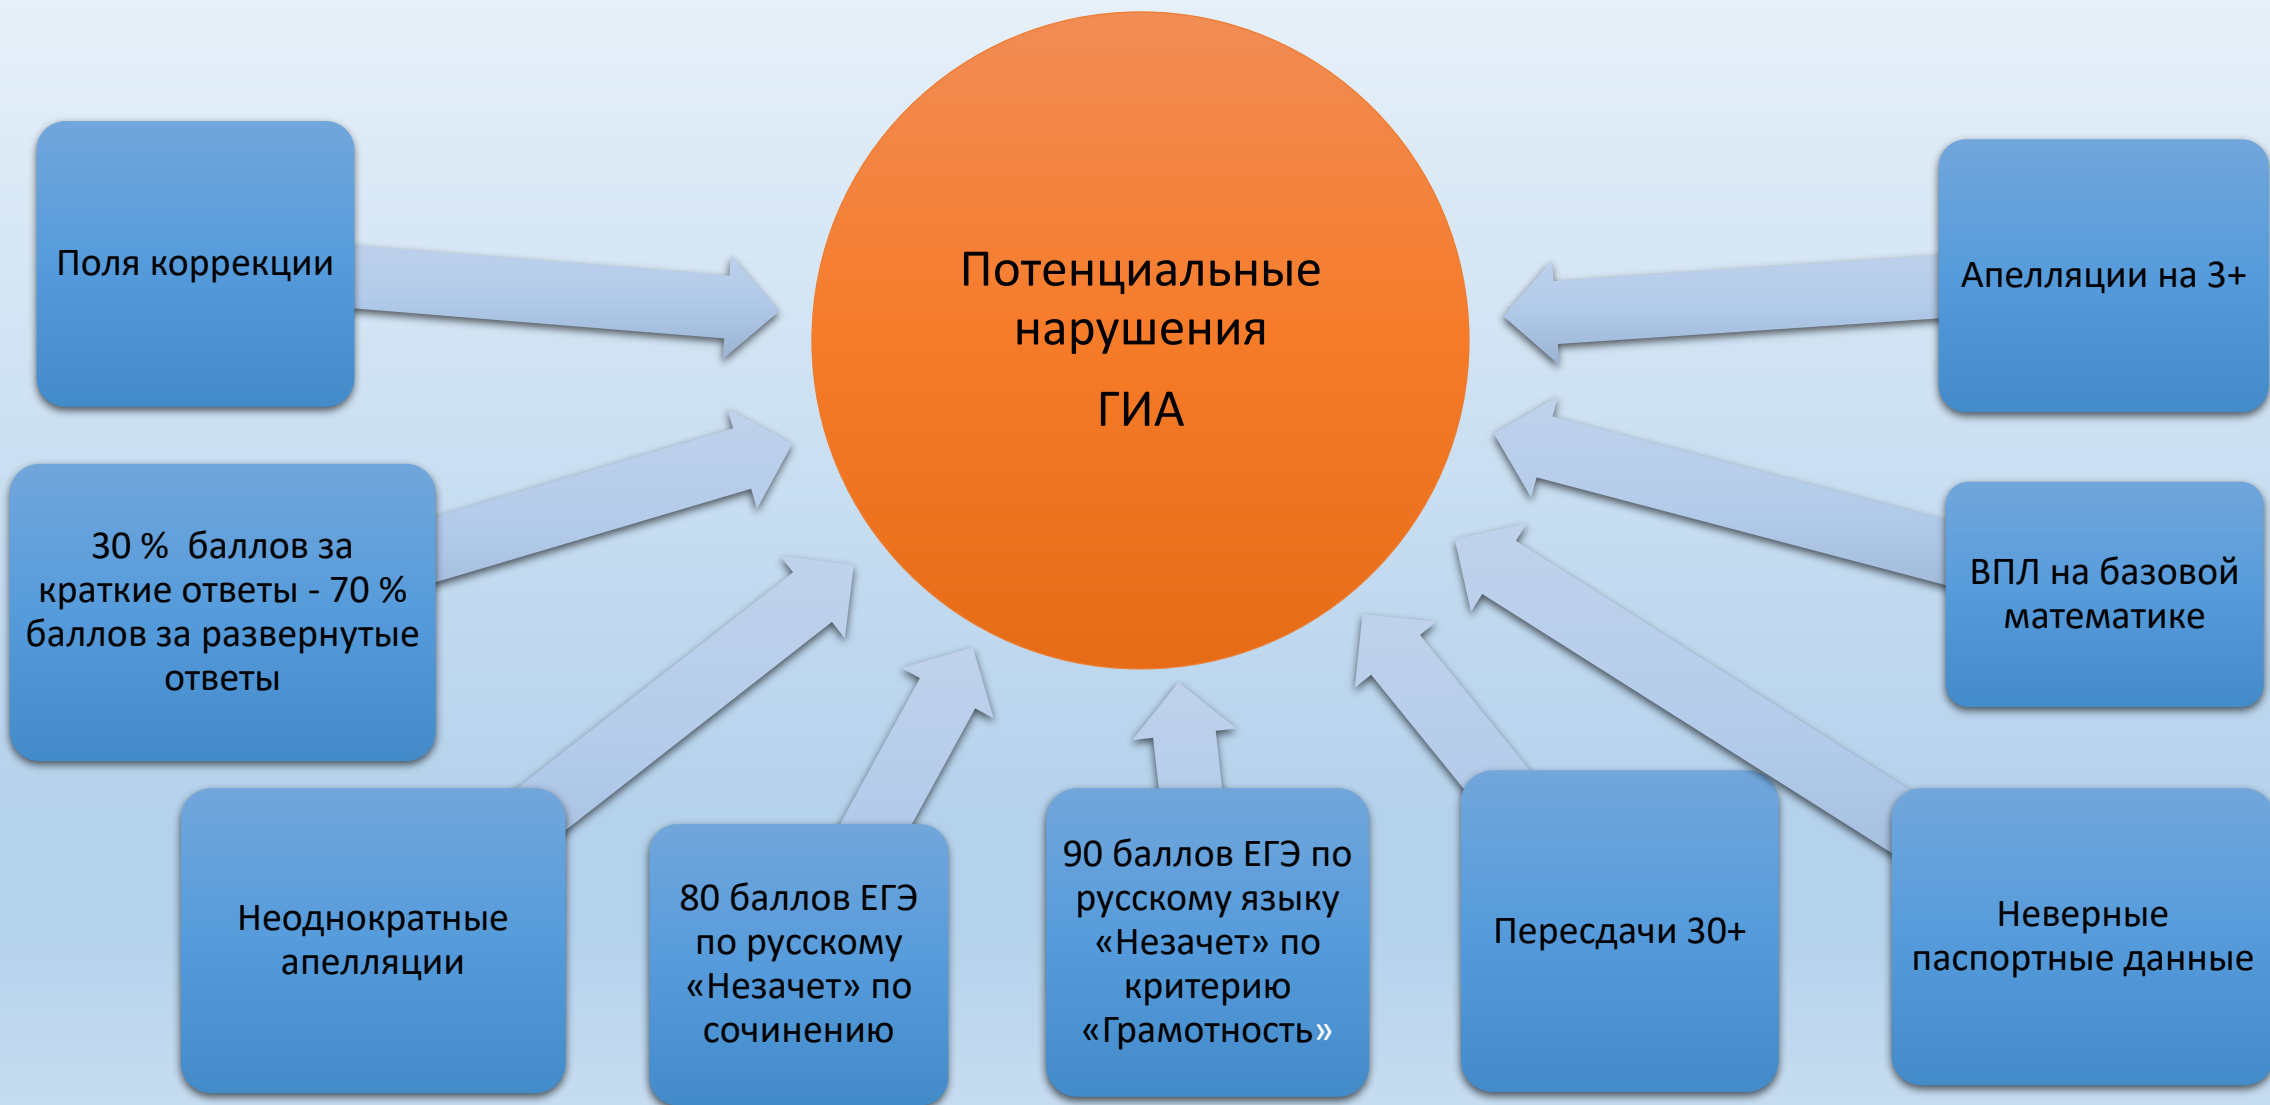 Потенциальные
нарушения
ГИА
Поля коррекции
30 %  баллов за
краткие ответы - 70 %
баллов за развернутые
ответы
Неоднократные
апелляции
80 баллов ЕГЭ
по русскому
«Незачет» по
сочинению
90 баллов ЕГЭ по
русскому языку
«Незачет» по
критерию
«Грамотность»
Пересдачи 30+
Неверные
паспортные данные
ВПЛ на базовой
математике
Апелляции на 3+